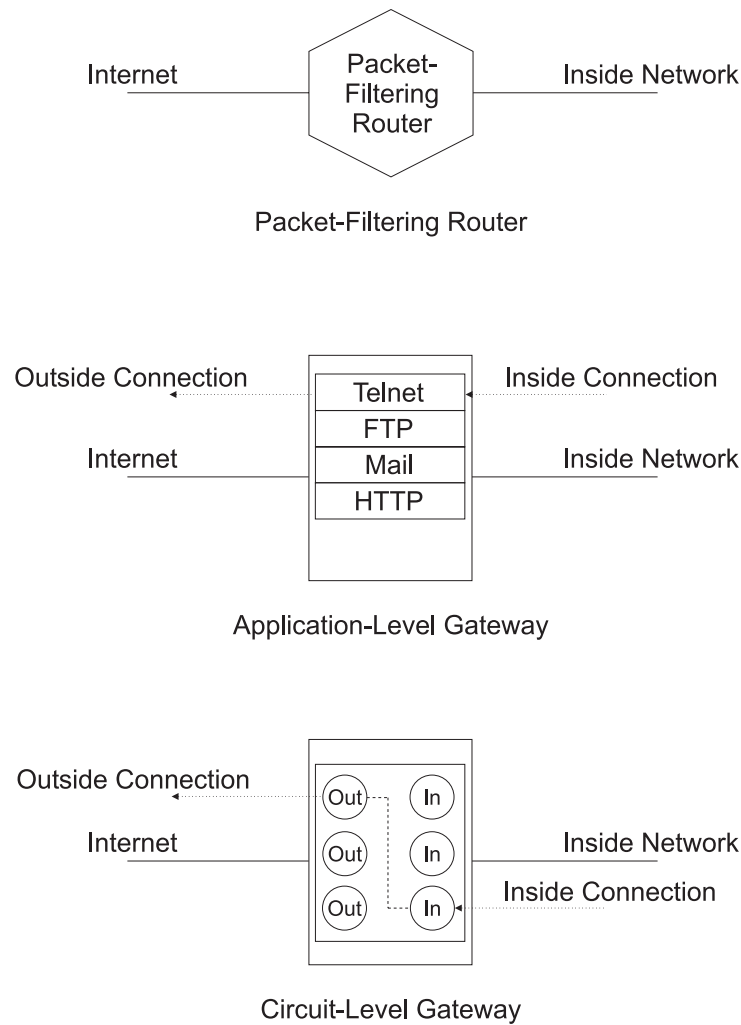 Internet
Packet-
Filtering
Router
Inside Network
Packet-Filtering Router
Outside Connection
Telnet
Inside Connection
FTP
Internet
Mail
Inside Network
HTTP
Application-Level Gateway
Outside Connection
Out
In
Internet
Out
In
Inside Network
Out
In
Inside Connection
Circuit-Level Gateway